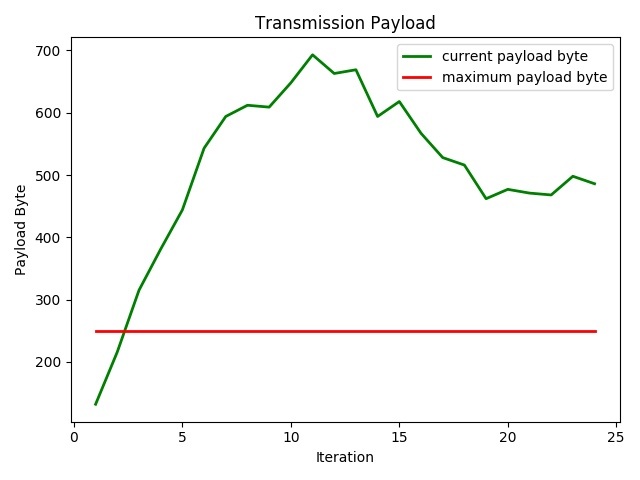 Transmission Payload
current payload byte
maximum payload byte
700
600
500
400
300
200
Payload Byte
0
5
10
15
20
25
Iteration